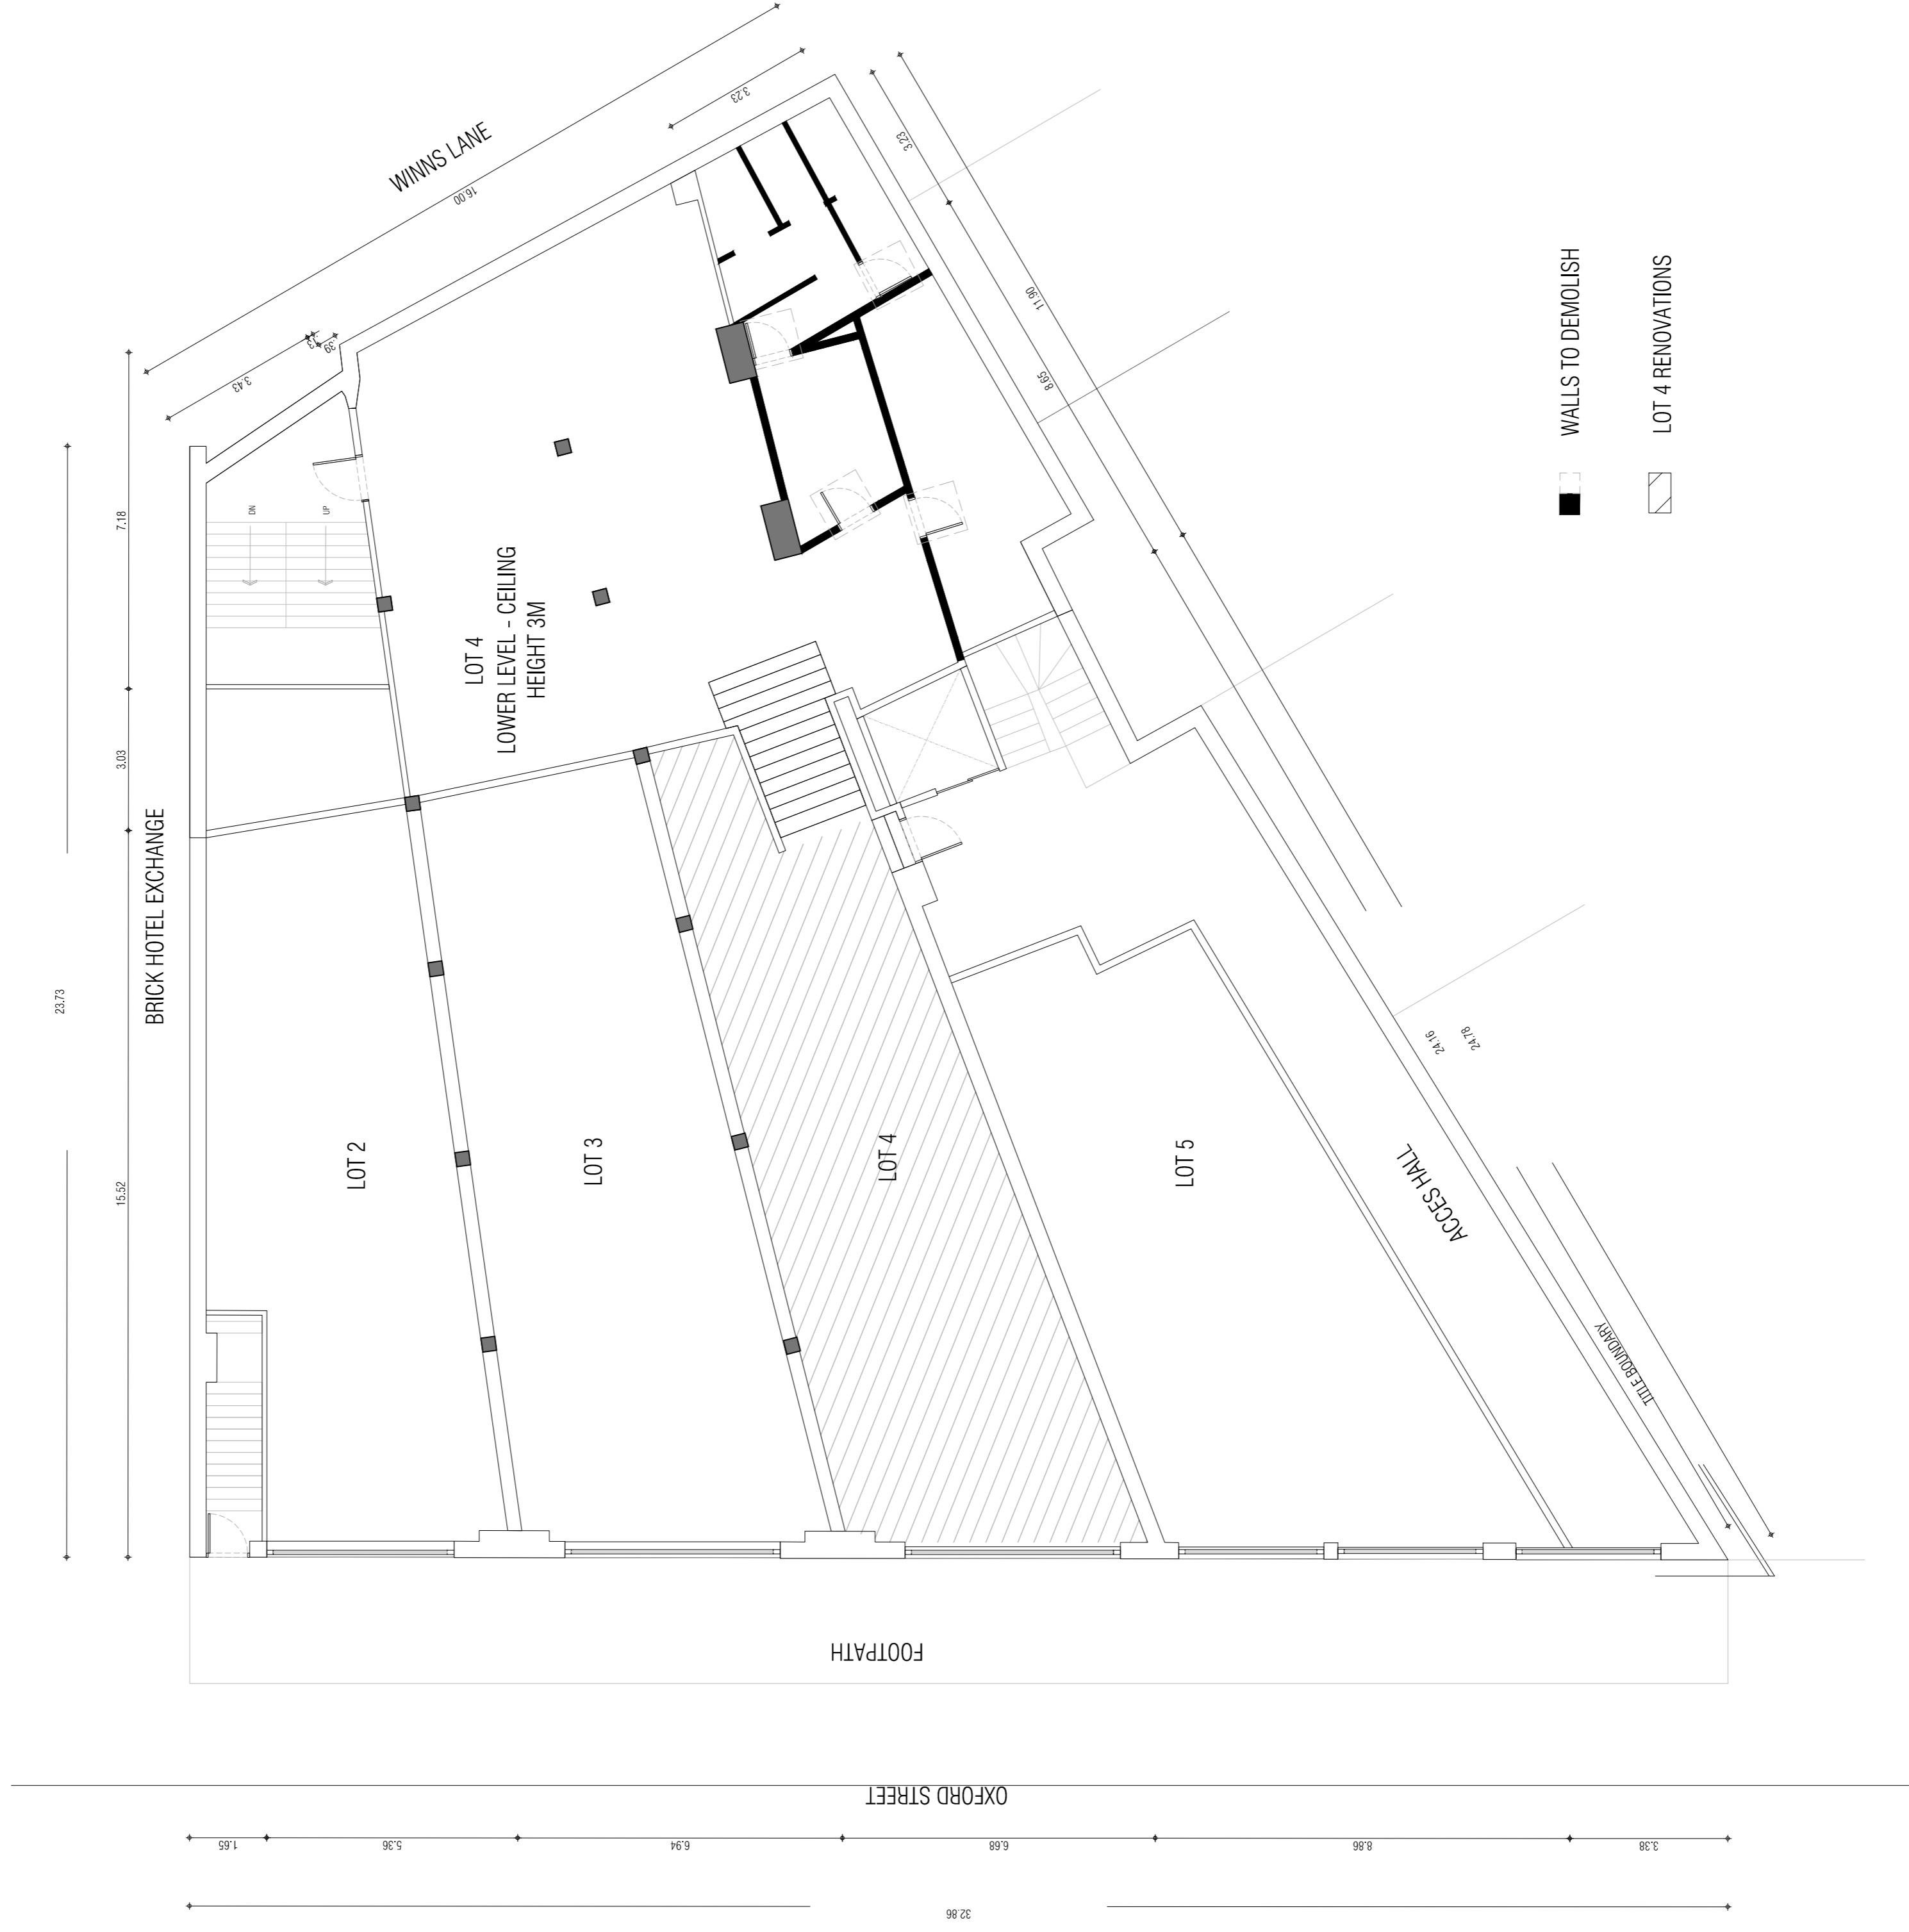 WINNS LANE
16.00
3.23
3.23
11.90
8.65
3.43
.13
.39
7.18
3.03
15.52
23.73
BRICK HOTEL EXCHANGE
DN
UP
LOT 4
LOWER LEVEL - CEILING
HEIGHT 3M
WALLS TO DEMOLISH
LOT 4 RENOVATIONS
LOT 2
LOT 3
LOT 4
LOT 5
ACCES HALL
24.16
24.78
TITLE BOUNDARY
FOOTPATH
OXFORD STREET
1.65
5.36
6.94
6.68
8.86
3.38
32.86